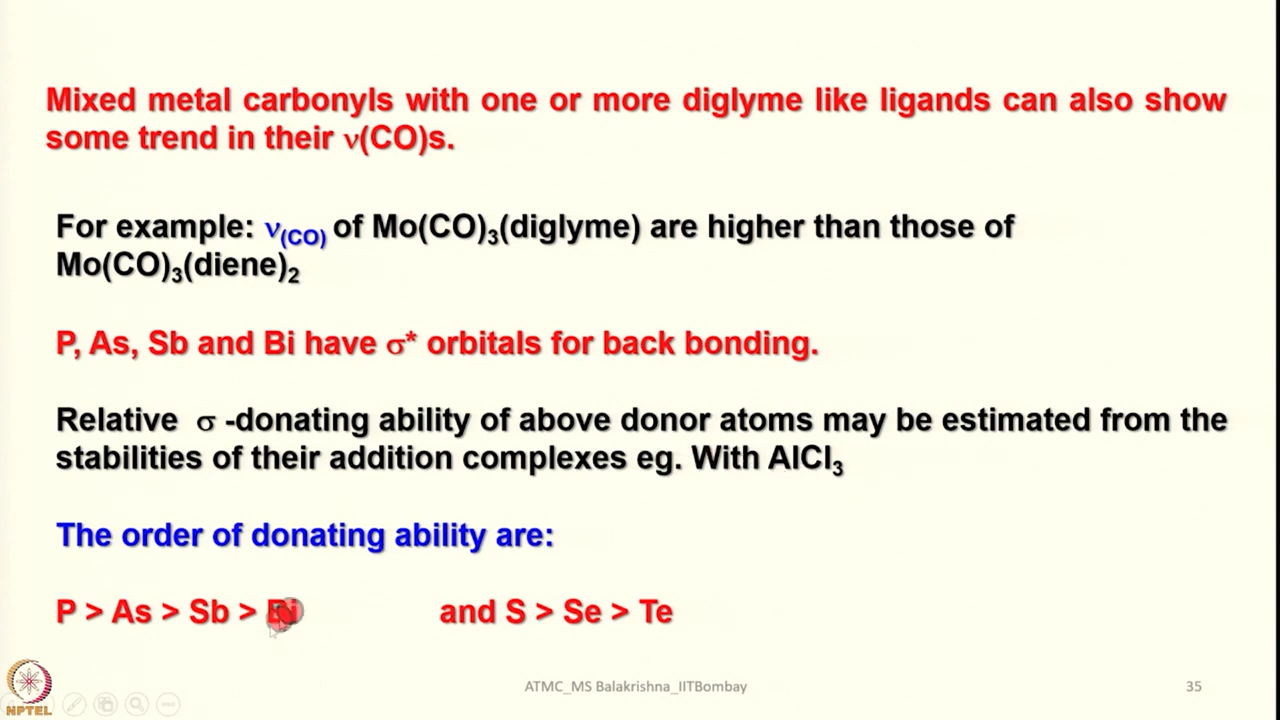 Mixed metal carbonyls with one or more diglyme like ligands can also show
some trend in their ν(CO)s.
For example: ν(CO) of Mo(CO)3(diglyme) are higher than those of
Mo(CO)3(diene)2
P, As, Sb and Bi have σ* orbitals for back bonding.
Relative σ -donating ability of above donor atoms may be estimated from the
stabilities of their addition complexes eg. With AlCl3
The order of donating ability are:
P > As > Sb > Bi and S > Se > Te
ATMC_MS Balakrishna_IITBombay 35
NPTEL